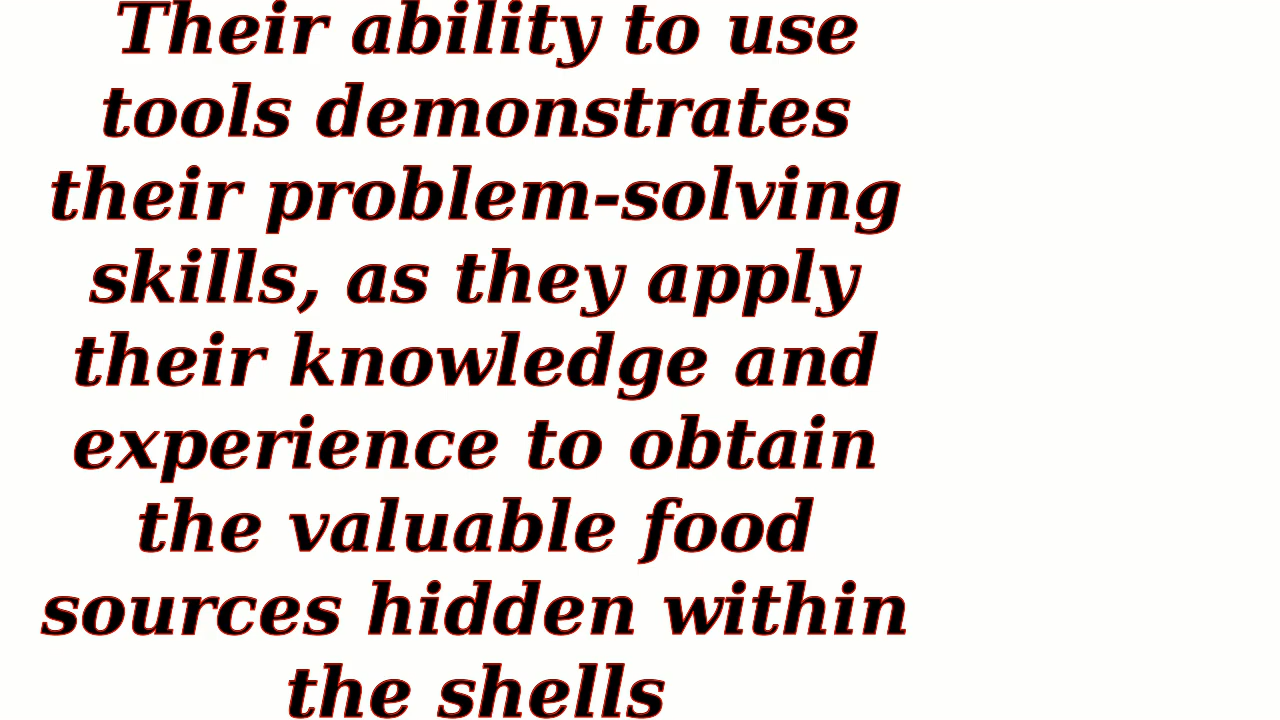 Their ability to use
tools demonstrates
their problem-solving
skills, as they apply
their knowledge and
experience to obtain
the valuable food
sources hidden within
the shells